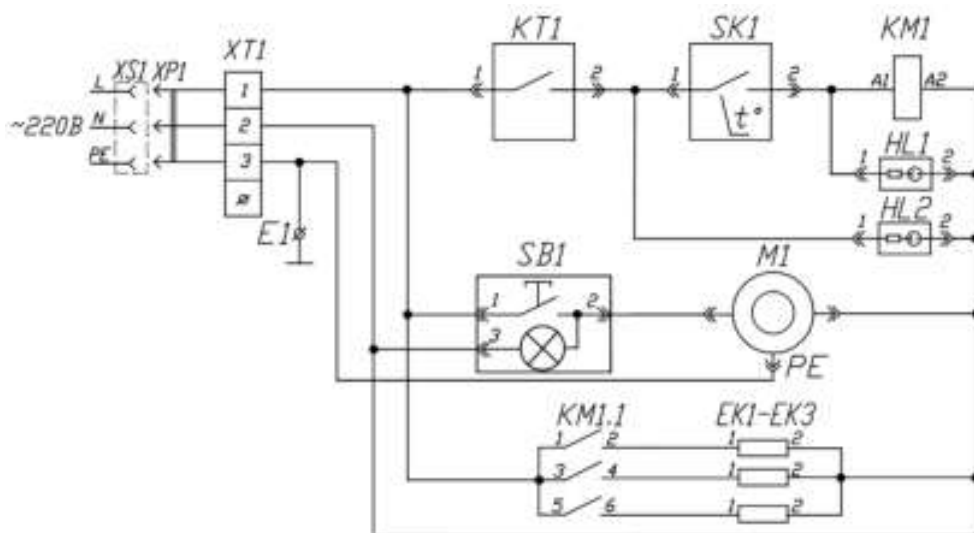 KT1 SK1 KM1
XT1
XS1 XP1
L 1 1 2 1 2 A1 A2
~220В N 2
PE 3 t°
HL1
1 2
HL2
1 2
E1
SB1 M1
1 2
3
PE
KM1.1 EK1-EK3
1 2 1 2
3 4 1 2
5 6 1 2